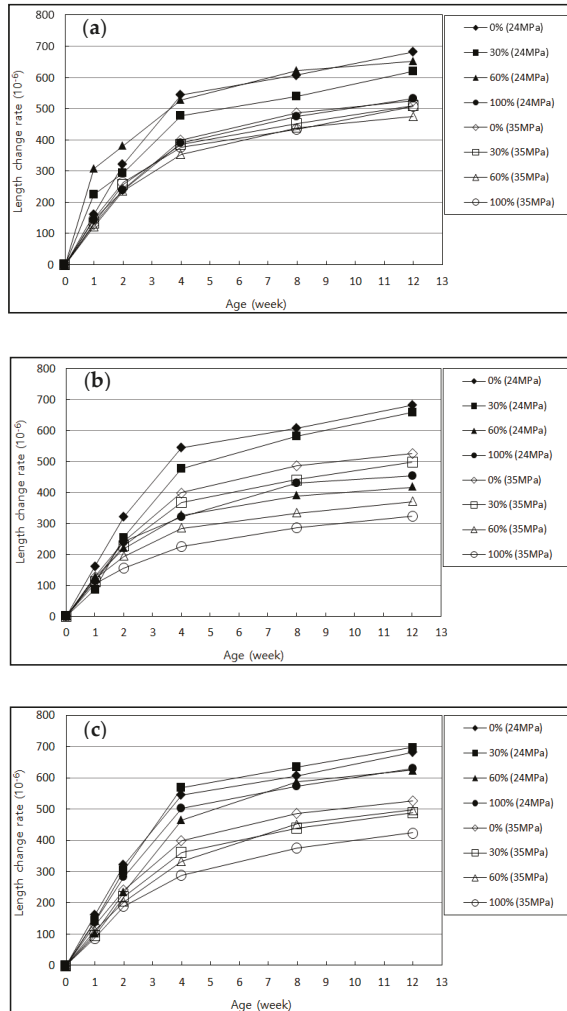 (a)
Length change rate (10-6)
800
700
600
500
400
300
200
100
0
0 1 2 3 4 5 6 7 8 9 10 11 12 13
Age (week)
0% (24MPa)
30% (24MPa)
60% (24MPa)
100% (24MPa)
0% (35MPa)
30% (35MPa)
60% (35MPa)
100% (35MPa)
(b)
Length change rate (10-6)
800
700
600
500
400
300
200
100
0
0 1 2 3 4 5 6 7 8 9 10 11 12 13
Age (week)
0% (24MPa)
30% (24MPa)
60% (24MPa)
100% (24MPa)
0% (35MPa)
30% (35MPa)
60% (35MPa)
100% (35MPa)
(c)
Length change rate (10-6)
800
700
600
500
400
300
200
100
0
0 1 2 3 4 5 6 7 8 9 10 11 12 13
Age (week)
0% (24MPa)
30% (24MPa)
60% (24MPa)
100% (24MPa)
0% (35MPa)
30% (35MPa)
60% (35MPa)
100% (35MPa)